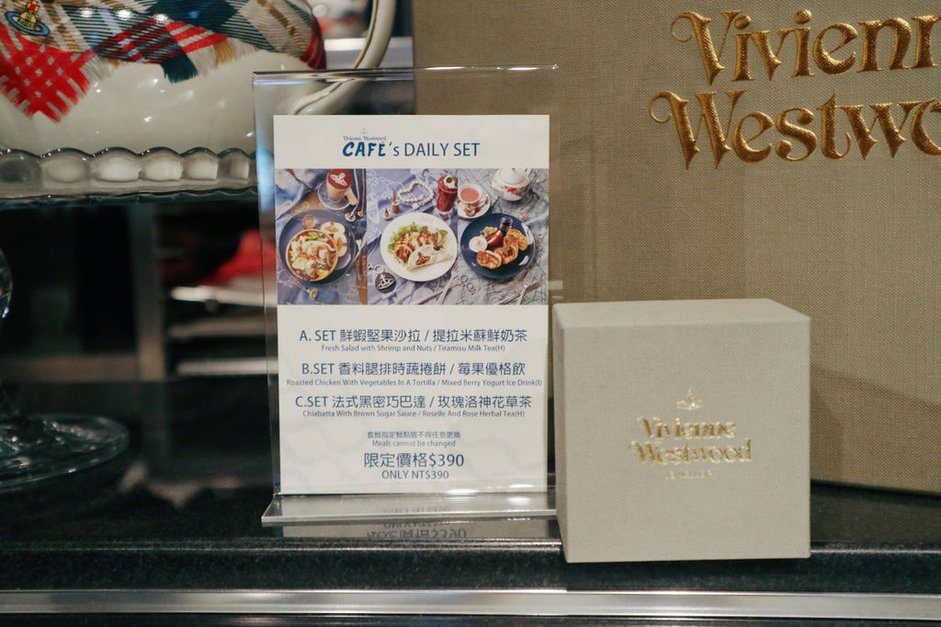 Vivienne Westwood
CAFÉ's DAILY SET
A. SET 鮮蝦堅果沙拉 / 提拉米蘇鮮奶茶
Fresh Salad with Shrimp and Nuts / Tiramisu Milk Tea(H)
B.SET 香料腿排時蔬捲餅 / 莓果優格飲
Roasted Chicken With Vegetables In A Tortilla / Mixed Berry Yogurt Ice Drink(I)
C.SET 法式黑密巧巴達 / 玫瑰洛神花草茶
Chiabatta With Brown Sugar Sauce / Roselle And Rose Herbal Tea(H)
套餐指定餐點皆不得任意更換
Meals cannot be changed
限定價格$390
ONLY NT$390
Vivienn
Westwo
Vivienne
Westwood